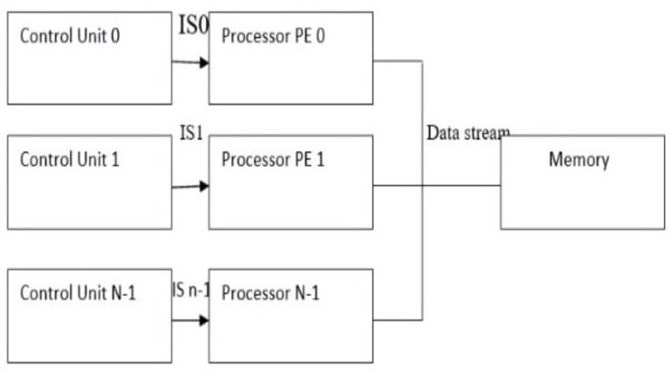 Control Unit 0
IS0
Processor PE 0
IS1
Data stream
Control Unit 1
Processor PE 1
Memory
Control Unit N-1
IS n-1
Processor N-1